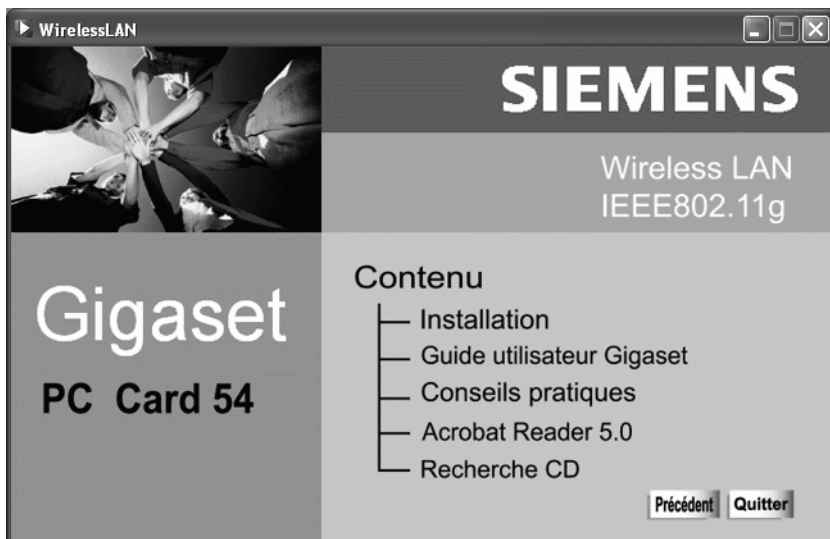 WirelessLAN
SIEMENS
Wireless LAN
IEEE802.11g
Gigaset
PC Card 54
Contenu
Installation
Guide utilisateur Gigaset
Conseils pratiques
Acrobat Reader 5.0
Recherche CD
Précédent Quitter